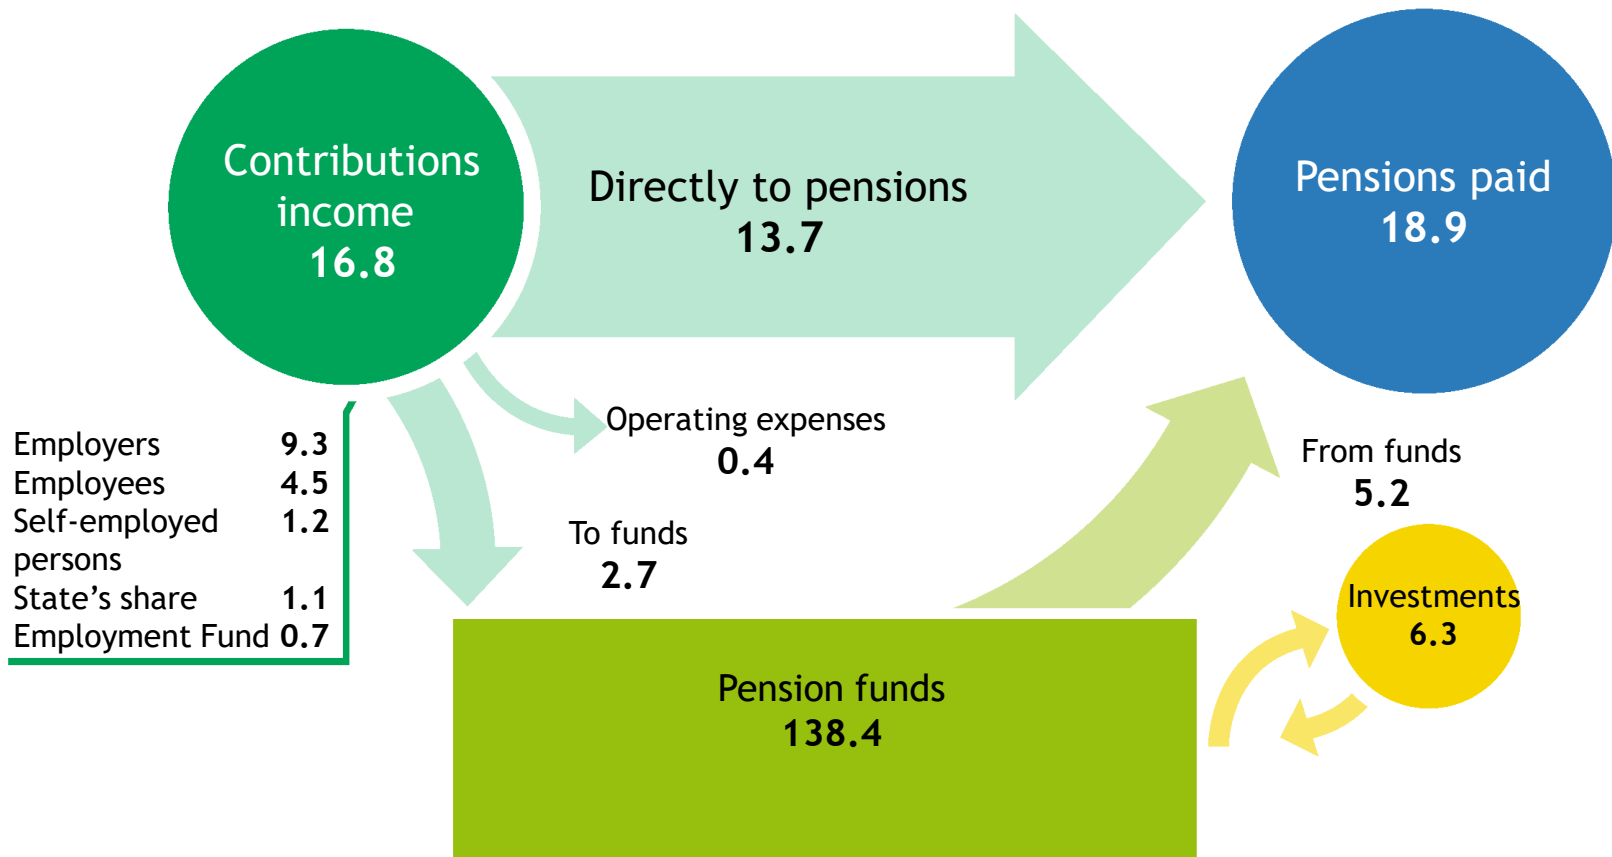 Contributions
income
16.8
Directly to pensions
13.7
Pensions paid
18.9
Operating expenses
0.4
Employers 9.3
Employees 4.5
Self-employed 1.2
persons
State’s share 1.1
Employment Fund 0.7
To funds
2.7
From funds
5.2
Investments
6.3
Pension funds
138.4